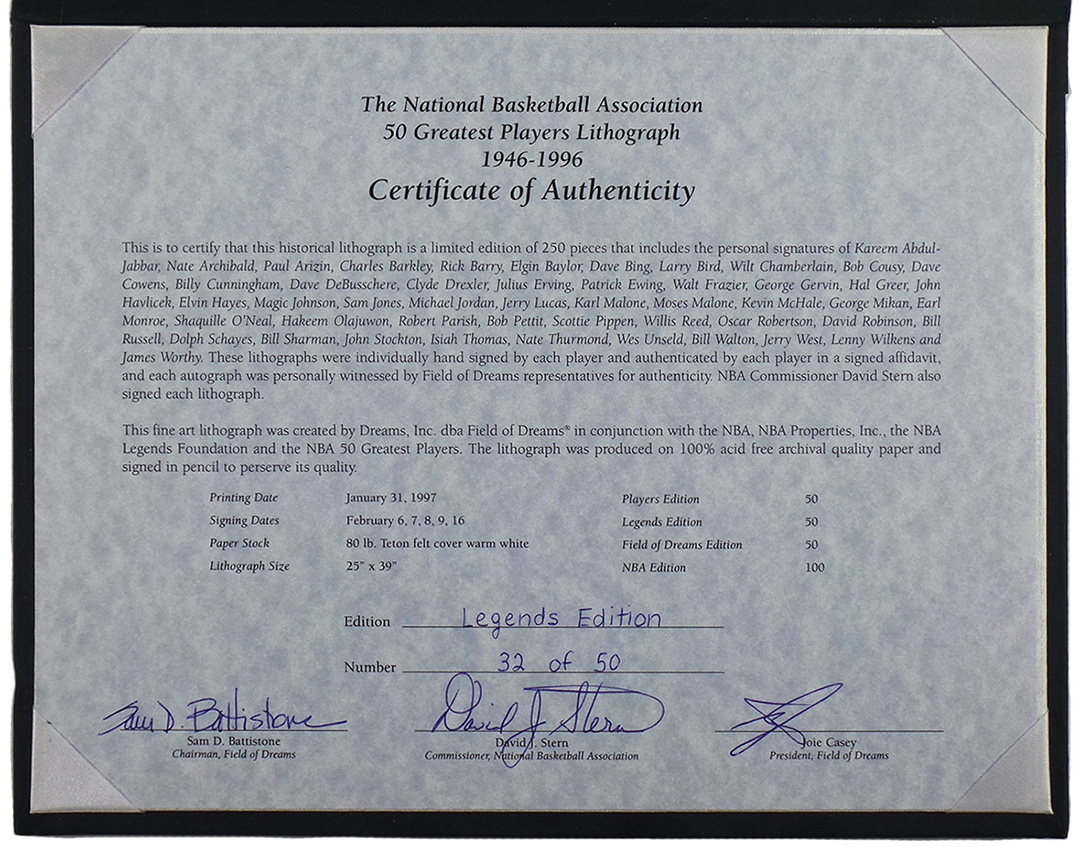 The National Basketball Association
50 Greatest Players Lithograph
1946-1996
Certificate of Authenticity
This is to certify that this historical lithograph is a limited edition of 250 pieces that includes the personal signatures of Kareem Abdul-
Jabbar, Nate Archibald, Paul Arizin, Charles Barkley, Rick Barry, Elgin Baylor, Dave Bing, Larry Bird, Wilt Chamberlain, Bob Cousy, Dave
Cowens, Billy Cunningham, Dave DeBusschere, Clyde Drexler, Julius Erving, Patrick Ewing, Walt Frazier, George Gervin, Hal Greer, John
Havlicek, Elvin Hayes, Magic Johnson, Sam Jones, Michael Jordan, Jerry Lucas, Karl Malone, Moses Malone, Kevin McHale, George Mikan, Earl
Monroe, Shaquille O'Neal, Hakeem Olajuwon, Robert Parish, Bob Pettit, Scottie Pippen, Willis Reed, Oscar Robertson, David Robinson, Bill
Russell, Dolph Schayes, Bill Sharman, John Stockton, Isiah Thomas, Nate Thurmond, Wes Unseld, Bill Walton, Jerry West, Lenny Wilkens and
James Worthy. These lithographs were individually hand signed by each player and authenticated by each player in a signed affidavit,
and each autograph was personally witnessed by Field of Dreams representatives for authenticity. NBA Commissioner David Stern also
signed each lithograph.
This fine art lithograph was created by Dreams, Inc. dba Field of Dreams® in conjunction with the NBA, NBA Properties, Inc., the NBA
Legends Foundation and the NBA 50 Greatest Players. The lithograph was produced on 100% acid free archival quality paper and
signed in pencil to perserve its quality.
Printing Date January 31, 1997 Players Edition 50
Signing Dates February 6, 7, 8, 9, 16 Legends Edition 50
Paper Stock 80 lb. Teton felt cover warm white Field of Dreams Edition 50
Lithograph Size 25" x 39" NBA Edition 100
Edition Legends Edition
Number 32 of 50
Sam D. Battistone David J. Stern
Sam D. Battistone David J. Stern Joie Casey
Chairman, Field of Dreams Commissioner, National Basketball Association President, Field of Dreams